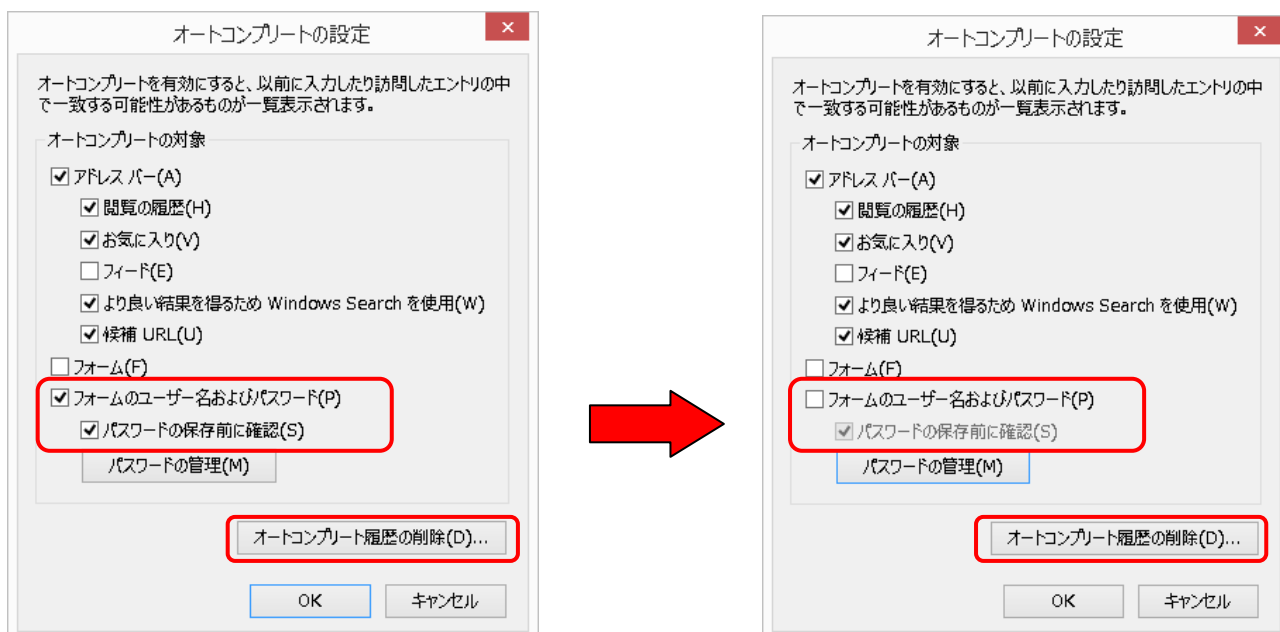 オートコンプリートの設定
オートコンプリートを有効にすると、以前に入力したり訪問したエントリの中
で一致する可能性があるものが一覧表示されます。
オートコンプリートの対象
アドレス バー(A)
閲覧の履歴(H)
お気に入り(V)
フィード(E)
より良い結果を得るため Windows Search を使用(W)
候補 URL(U)
フォーム(F)
フォームのユーザー名およびパスワード(P)
パスワードの保存前に確認(S)
パスワードの管理(M)
オートコンプリート履歴の削除(D)...
OK
キャンセル
オートコンプリートの設定
オートコンプリートを有効にすると、以前に入力したり訪問したエントリの中
で一致する可能性があるものが一覧表示されます。
オートコンプリートの対象
アドレス バー(A)
閲覧の履歴(H)
お気に入り(V)
フィード(E)
より良い結果を得るため Windows Search を使用(W)
候補 URL(U)
フォーム(F)
フォームのユーザー名およびパスワード(P)
パスワードの保存前に確認(S)
パスワードの管理(M)
オートコンプリート履歴の削除(D)...
OK
キャンセル